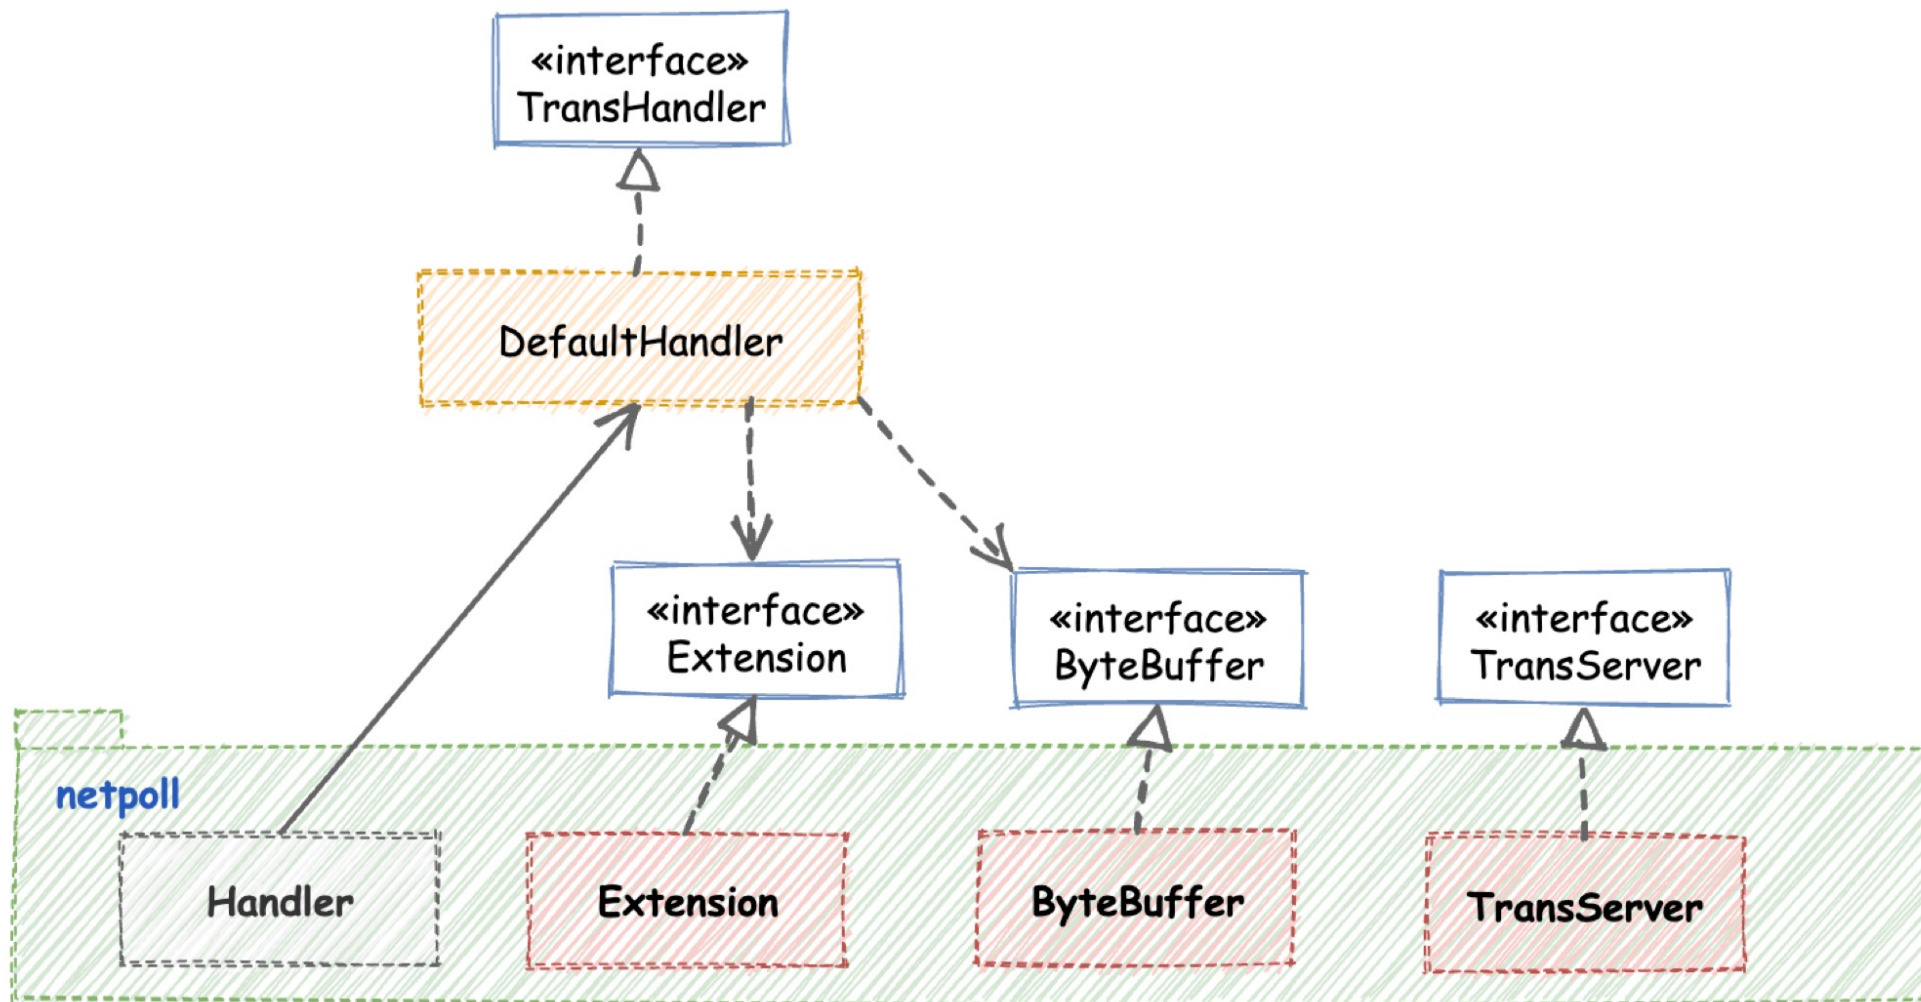 «interface»
TransHandler
DefaultHandler
«interface»
Extension
«interface»
ByteBuffer
«interface»
TransServer
netpoll
Handler
Extension
ByteBuffer
TransServer